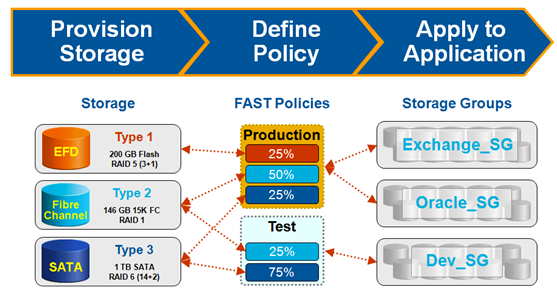 Provision Storage
Define Policy
Apply to Application
Storage
FAST Policies
Storage Groups
EFD
Type 1
200 GB Flash
RAID 5 (3+1)
Fibre Channel
Type 2
146 GB 15K FC
RAID 1
SATA
Type 3
1 TB SATA
RAID 6 (14+2)
Production
25%
50%
25%
Test
25%
75%
Exchange_SG
Oracle_SG
Dev_SG